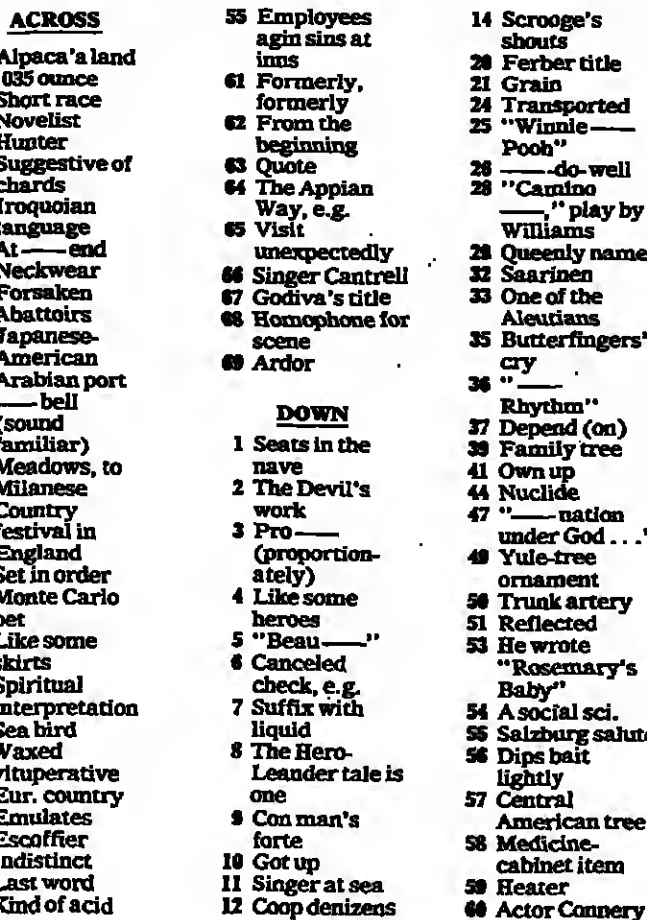 ACROSS
Alpaca'a land
.035 ounce
Short race
Novelist
Hunter
Suggestive of
chards
Iroquoian
language
At —— end
Neckwear
Forsaken
Abattoirs
Japanese-
American
Arabian port
—— bell
(sound
familiar)
Meadows, to
Milanese
Country
festival in
England
Set in order
Monte Carlo
bet
Like some
skirts
Spiritual
interpretation
Sea bird
Waxed
vituperative
Eur. country
Emulates
Escoffier
Indistinct
Last word
Kind of acid
55 Employees
agin sins at
inns
61 Formerly,
formerly
62 From the
beginning
63 Quote
64 The Appian
Way, e.g.
65 Visit
unexpectedly
66 Singer Cantrell
67 Godiva's title
68 Homophone for
scene
69 Ardor
DOWN
1 Seats in the
nave
2 The Devil's
work
3 Pro ——
(proportion-
ately)
4 Like some
heroes
5 "Beau ——"
6 Canceled
check, e.g.
7 Suffix with
liquid
8 The Hero-
Leander tale is
one
9 Con man's
forte
10 Got up
11 Singer at sea
12 Coop denizens
14 Scrooge's
shouts
20 Ferber title
21 Grain
24 Transported
25 "Winnie ——
Pooh"
26 ——-do-well
28 "Camino
——," play by
Williams
29 Queenly name
32 Saarinen
33 One of the
Aleutians
35 Butterfingers'
cry
36 " ——
Rhythm"
37 Depend (on)
39 Family tree
41 Own up
44 Nuclide
47 "—— nation
under God . . ."
49 Yule-tree
ornament
50 Trunk artery
51 Reflected
53 He wrote
"Rosemary's
Baby"
54 A social sci.
55 Salzburg salute
56 Dips bait
lightly
57 Central
American tree
58 Medicine-
cabinet item
59 Heater
60 Actor Connery